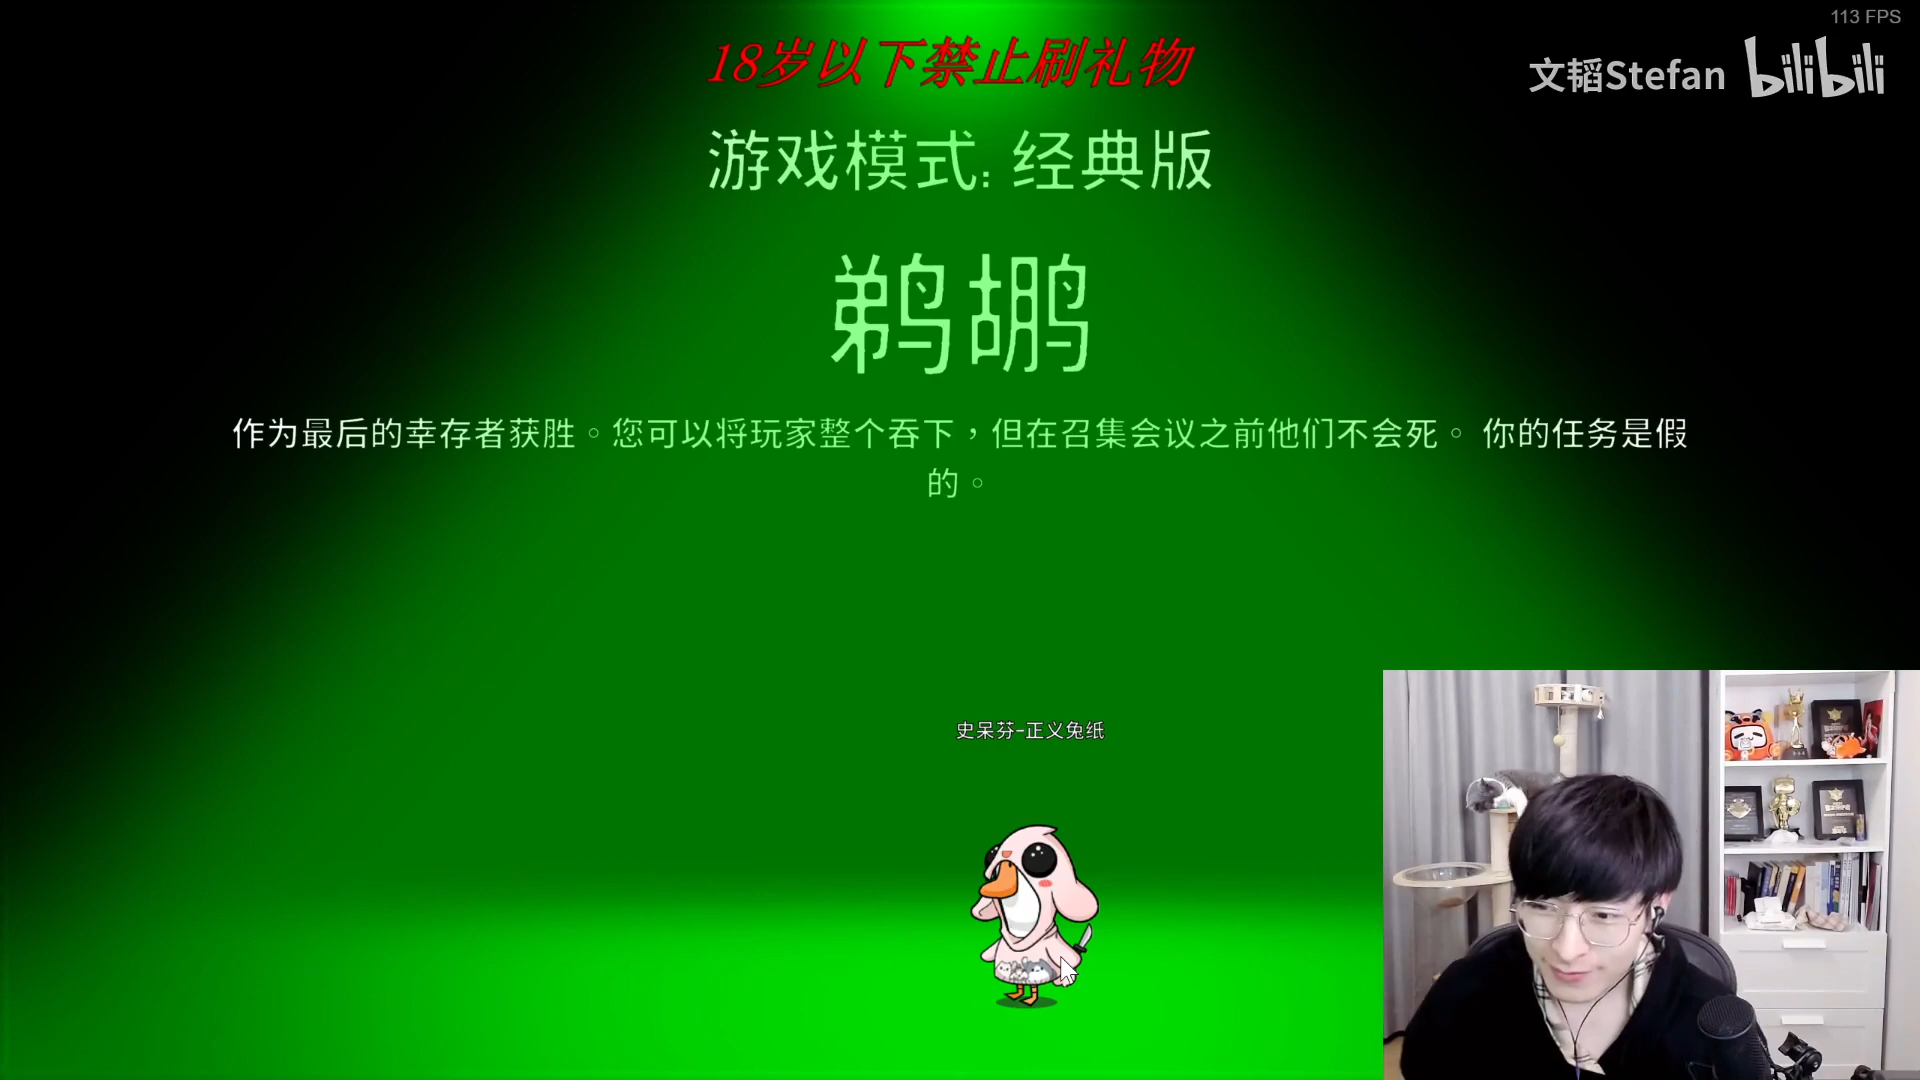 113 FPS
18岁以下禁止刷礼物
文韬Stefan bilibili
游戏模式: 经典版
鹈鹕
作为最后的幸存者获胜。您可以将玩家整个吞下，但在召集会议之前他们不会死。 你的任务是假
的。
史呆芬-正义兔纸